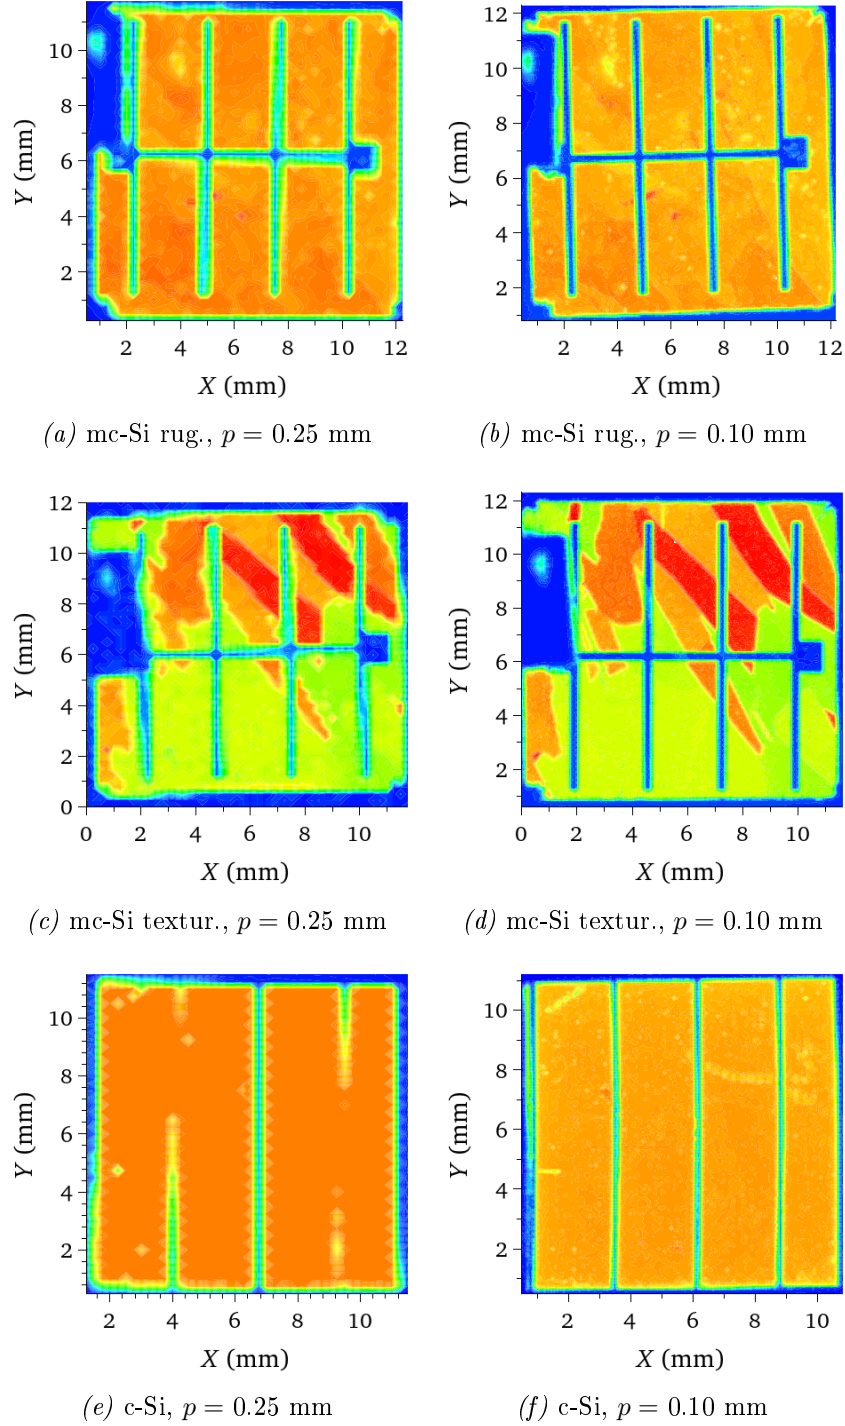 10
8
6
4
2
Y (mm)
2 4 6 8 10 12
X (mm)
(a) mc-Si rug., p = 0.25 mm
12
10
8
6
4
2
Y (mm)
2 4 6 8 10 12
X (mm)
(b) mc-Si rug., p = 0.10 mm
12
10
8
6
4
2
0
Y (mm)
0 2 4 6 8 10
X (mm)
(c) mc-Si textur., p = 0.25 mm
12
10
8
6
4
2
Y (mm)
0 2 4 6 8 10
X (mm)
(d) mc-Si textur., p = 0.10 mm
10
8
6
4
2
Y (mm)
2 4 6 8 10
X (mm)
(e) c-Si, p = 0.25 mm
10
8
6
4
2
Y (mm)
2 4 6 8 10
X (mm)
(f) c-Si, p = 0.10 mm